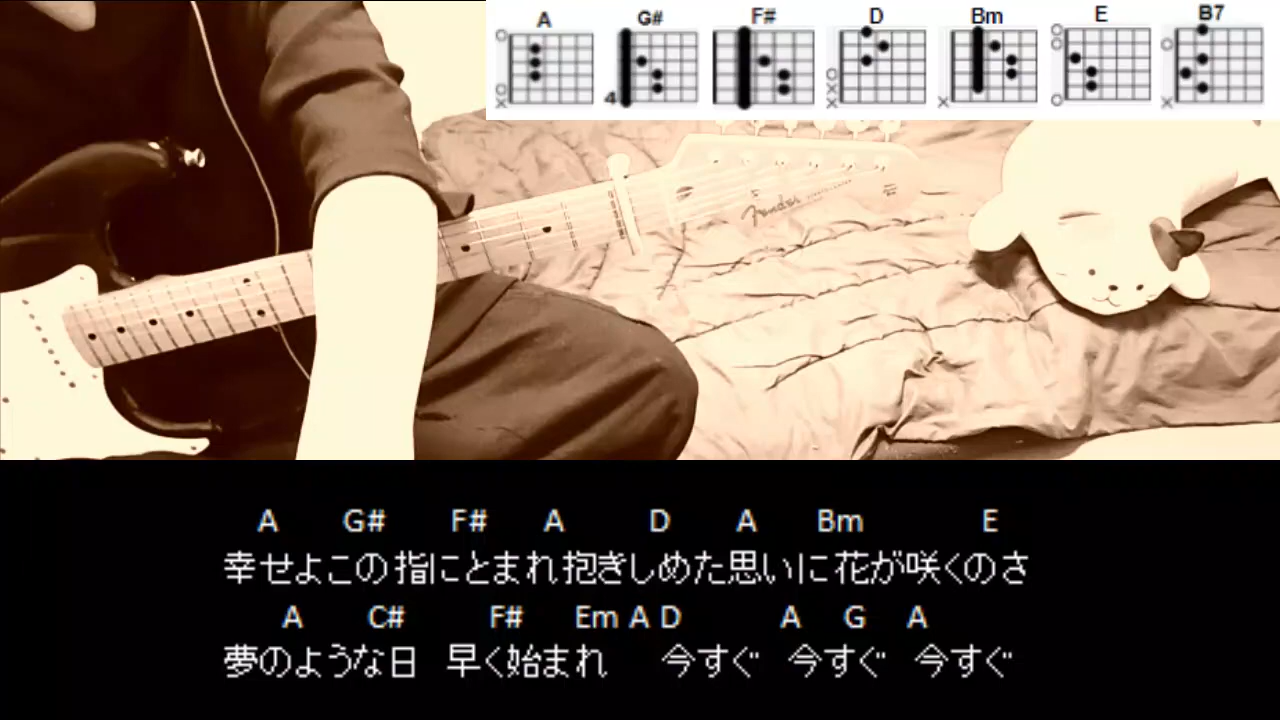 A G# F# D Bm E B7
4
Fender
A G# F# A D A Bm E
幸せよこの指にとまれ抱きしめた思いに花が咲くのさ
A C# F# Em A D A G A
夢のような日 早く始まれ 今すぐ 今すぐ 今すぐ